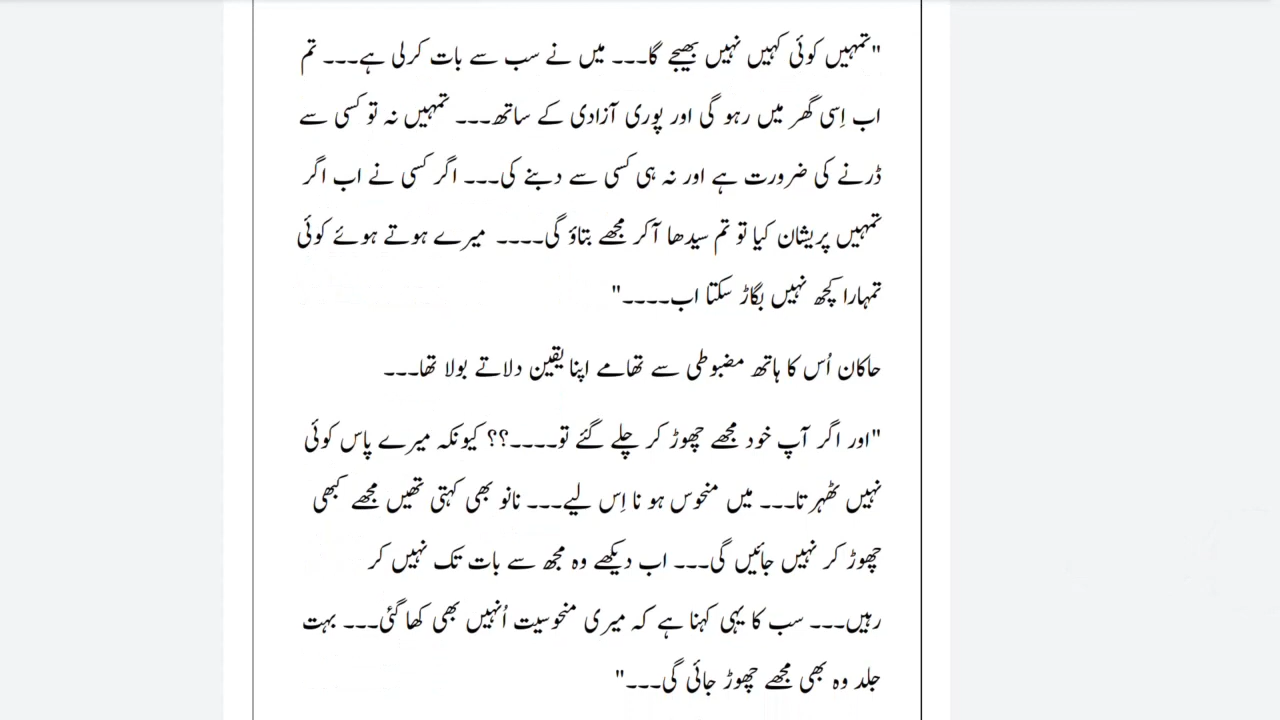 "تمہیں کوئی کہیں نہیں بھیجے گا۔۔۔ میں نے سب سے بات کرلی ہے۔۔۔ تم
اب اِسی گھر میں رہو گی اور پوری آزادی کے ساتھ۔۔۔ تمہیں نہ تو کسی سے
ڈرنے کی ضرورت ہے اور نہ ہی کسی سے دبنے کی۔۔۔ اگر کسی نے اب اگر
تمہیں پریشان کیا تو تم سیدھا آکر مجھے بتاؤ گی۔۔۔۔ میرے ہوتے ہوئے کوئی
تمہارا کچھ نہیں بگاڑ سکتا اب۔۔۔۔"
حاکان اُس کا ہاتھ مضبوطی سے تھامے اپنا یقین دلاتے بولا تھا۔۔۔
"اور اگر آپ خود مجھے چھوڑ کر چلے گئے تو۔۔۔۔؟؟ کیونکہ میرے پاس کوئی
نہیں ٹھہرتا۔۔۔ میں منحوس ہو نا اِس لیے۔۔۔ نانو بھی کہتی تھیں مجھے کبھی
چھوڑ کر نہیں جائیں گی۔۔۔ اب دیکھے وہ مجھ سے بات تک نہیں کر
رہیں۔۔۔ سب کا یہی کہنا ہے کہ میری منحوسیت اُنہیں بھی کھا گئی۔۔۔ بہت
جلد وہ بھی مجھے چھوڑ جائی گی۔۔۔"